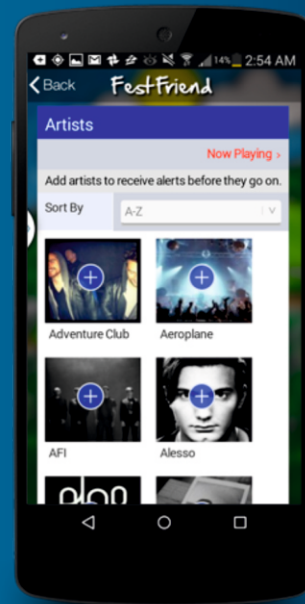 14% 2:54 AM
Back FestFriend
Artists
Now Playing >
Add artists to receive alerts before they go on.
Sort By A-Z
Adventure Club Aeroplane
AFI Alesso